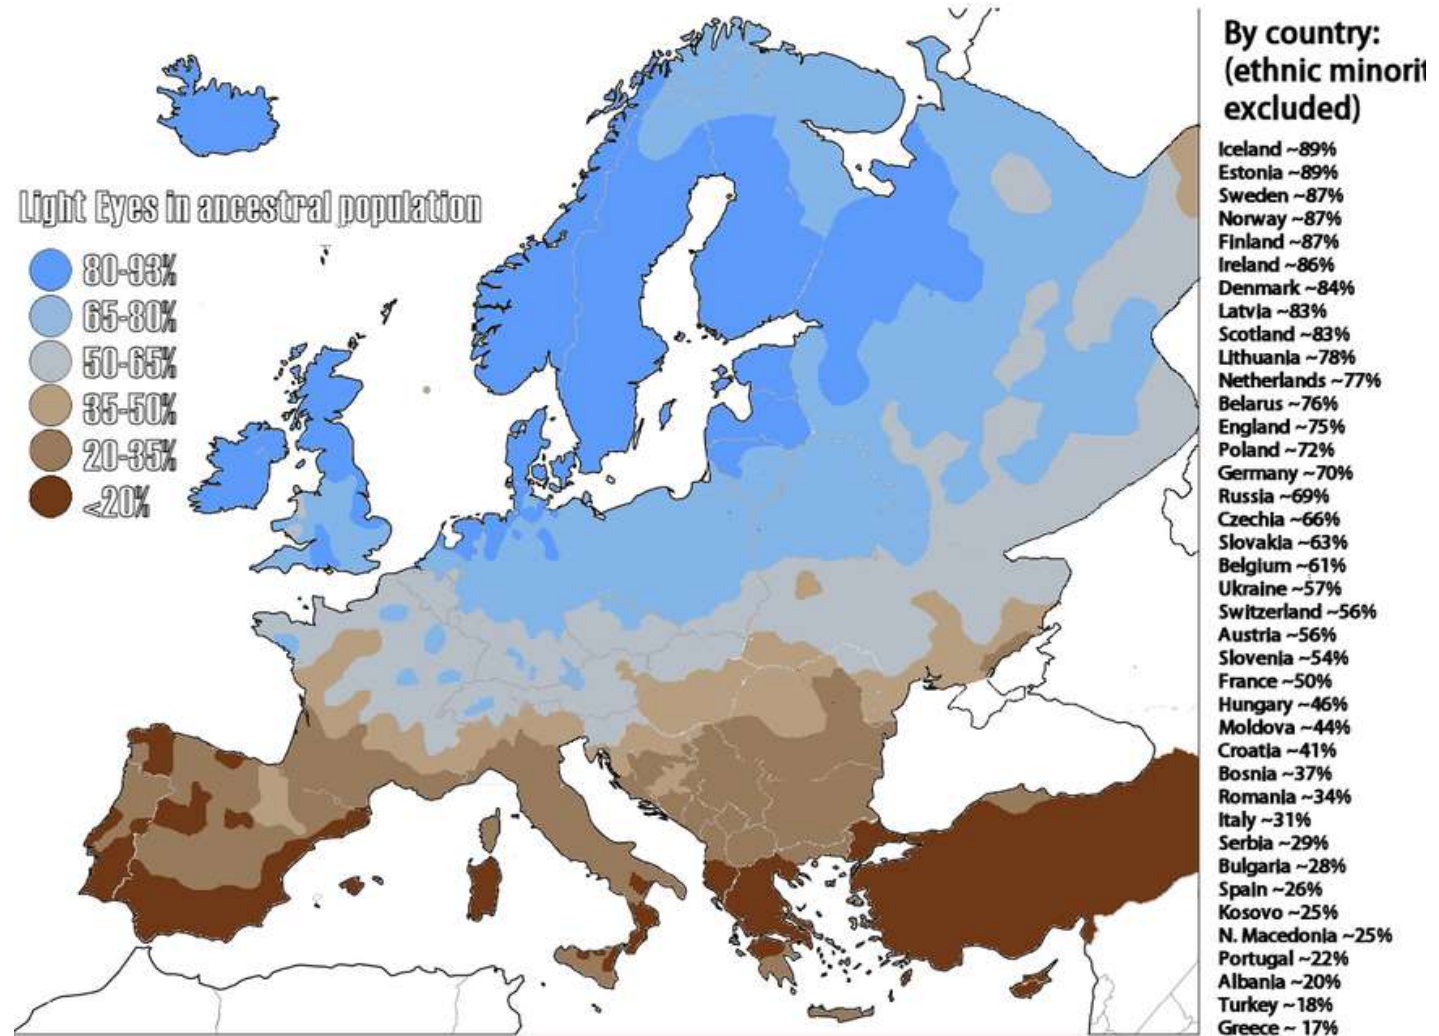 Light Eyes in ancestral population
80-93%
65-80%
50-65%
35-50%
20-35%
<20%
By country:
(ethnic minorit
excluded)
Iceland ~89%
Estonia ~89%
Sweden ~87%
Norway ~87%
Finland ~87%
Ireland ~86%
Denmark ~84%
Latvia ~83%
Scotland ~83%
Lithuania ~78%
Netherlands ~77%
Belarus ~76%
England ~75%
Poland ~72%
Germany ~70%
Russia ~69%
Czechia ~66%
Slovakia ~63%
Belgium ~61%
Ukraine ~57%
Switzerland ~56%
Austria ~56%
Slovenia ~54%
France ~50%
Hungary ~46%
Moldova ~44%
Croatia ~41%
Bosnia ~37%
Romania ~34%
Italy ~31%
Serbia ~29%
Bulgaria ~28%
Spain ~26%
Kosovo ~25%
N. Macedonia ~25%
Portugal ~22%
Albania ~20%
Turkey ~18%
Greece ~ 17%